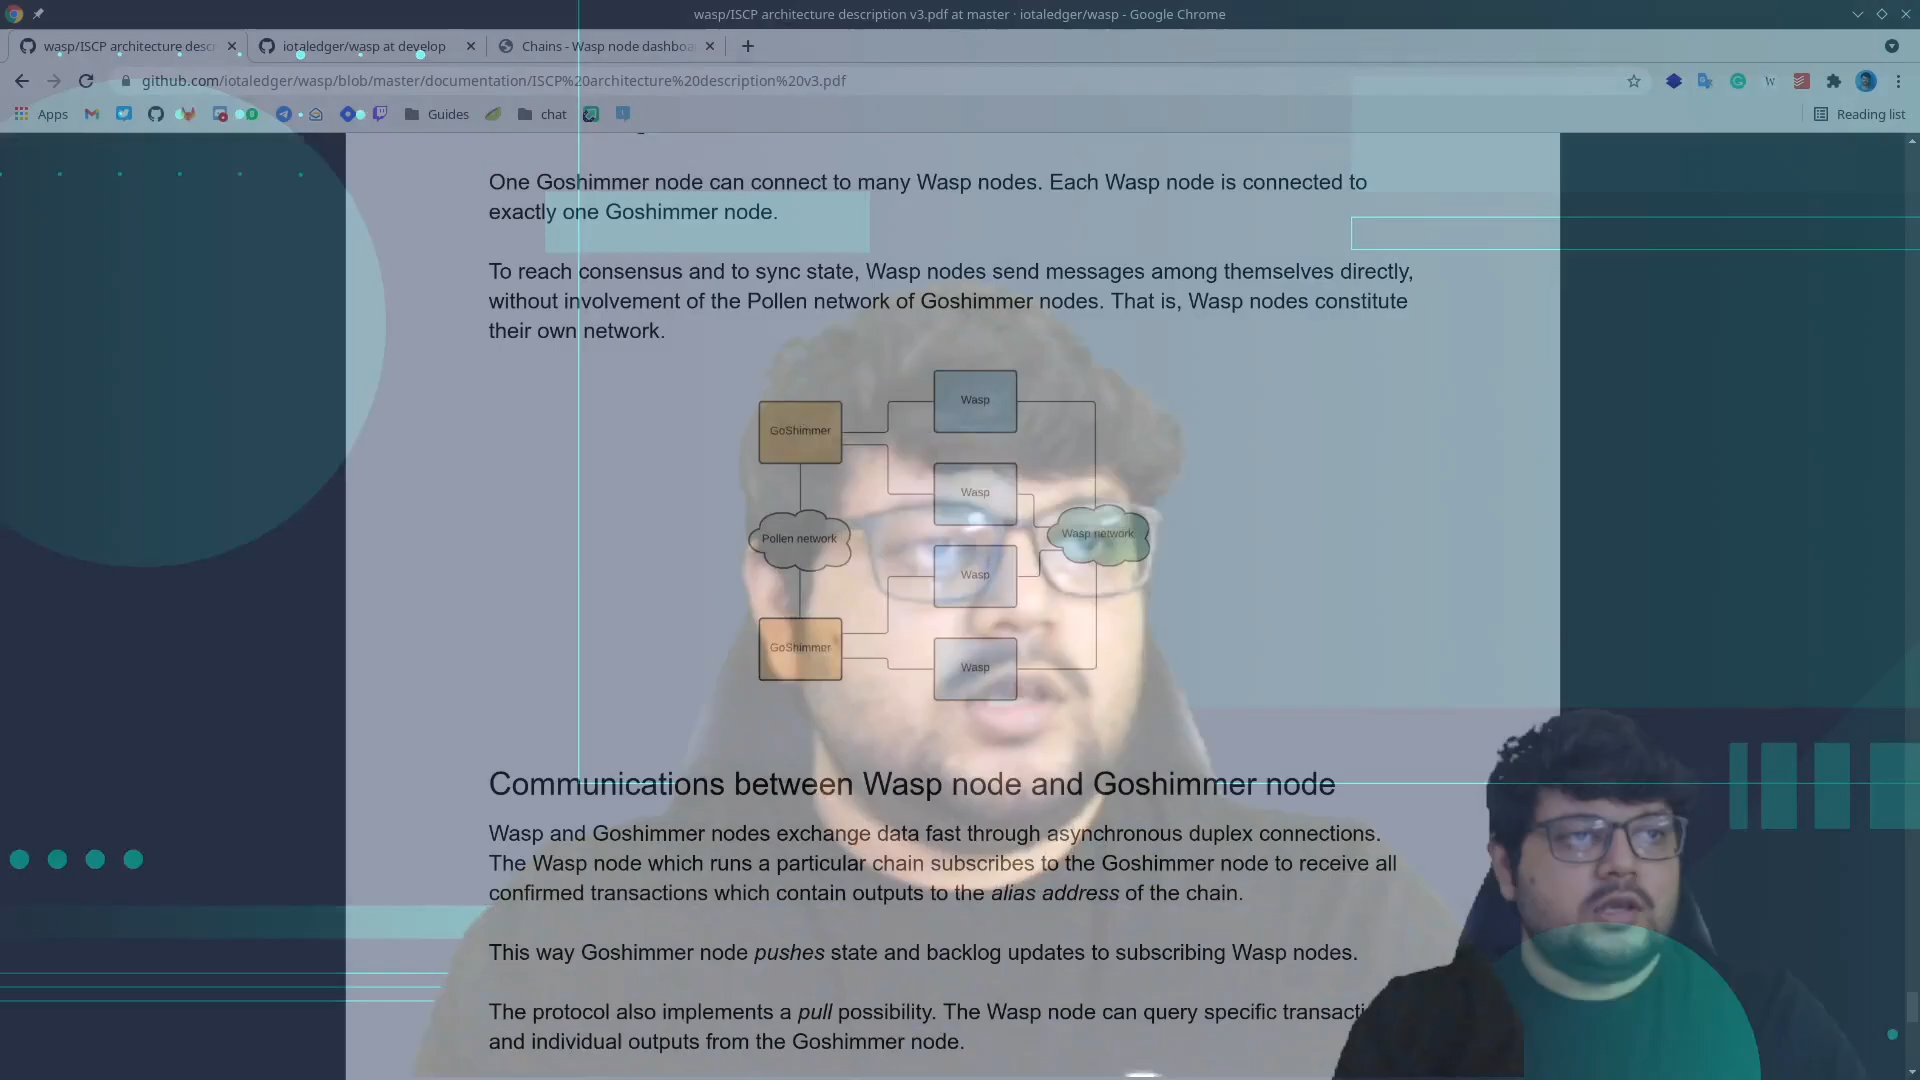 wasp/ISCP architecture description v3.pdf at master · iotaledger/wasp - Google Chrome
wasp/ISCP architecture desc
iotaledger/wasp at develop
Chains - Wasp node dashboa
github.com/iotaledger/wasp/blob/master/documentation/ISCP%20architecture%20description%20v3.pdf
Apps
Guides
chat
Reading list
One Goshimmer node can connect to many Wasp nodes. Each Wasp node is connected to
exactly one Goshimmer node.
To reach consensus and to sync state, Wasp nodes send messages among themselves directly,
without involvement of the Pollen network of Goshimmer nodes. That is, Wasp nodes constitute
their own network.
Wasp
GoShimmer
Wasp
Pollen network
Wasp network
Wasp
GoShimmer
Wasp
Communications between Wasp node and Goshimmer node
Wasp and Goshimmer nodes exchange data fast through asynchronous duplex connections.
The Wasp node which runs a particular chain subscribes to the Goshimmer node to receive all
confirmed transactions which contain outputs to the alias address of the chain.
This way Goshimmer node pushes state and backlog updates to subscribing Wasp nodes.
The protocol also implements a pull possibility. The Wasp node can query specific transacti
and individual outputs from the Goshimmer node.